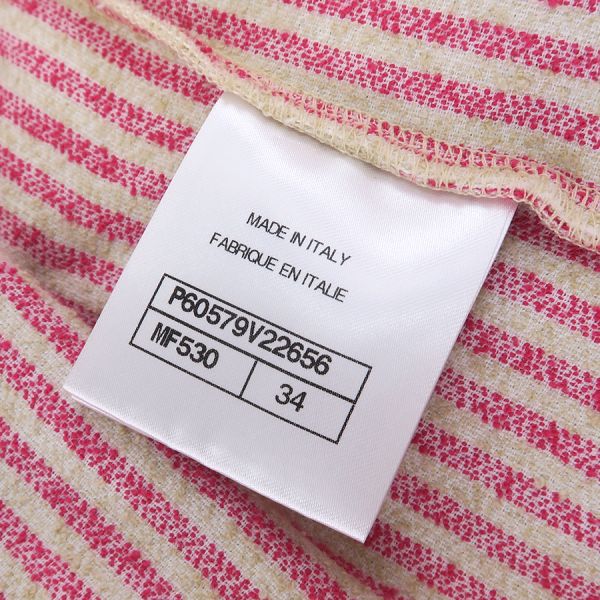 MADE IN ITALY
FABRIQUE EN ITALIE
P60579V22656
MF530 34